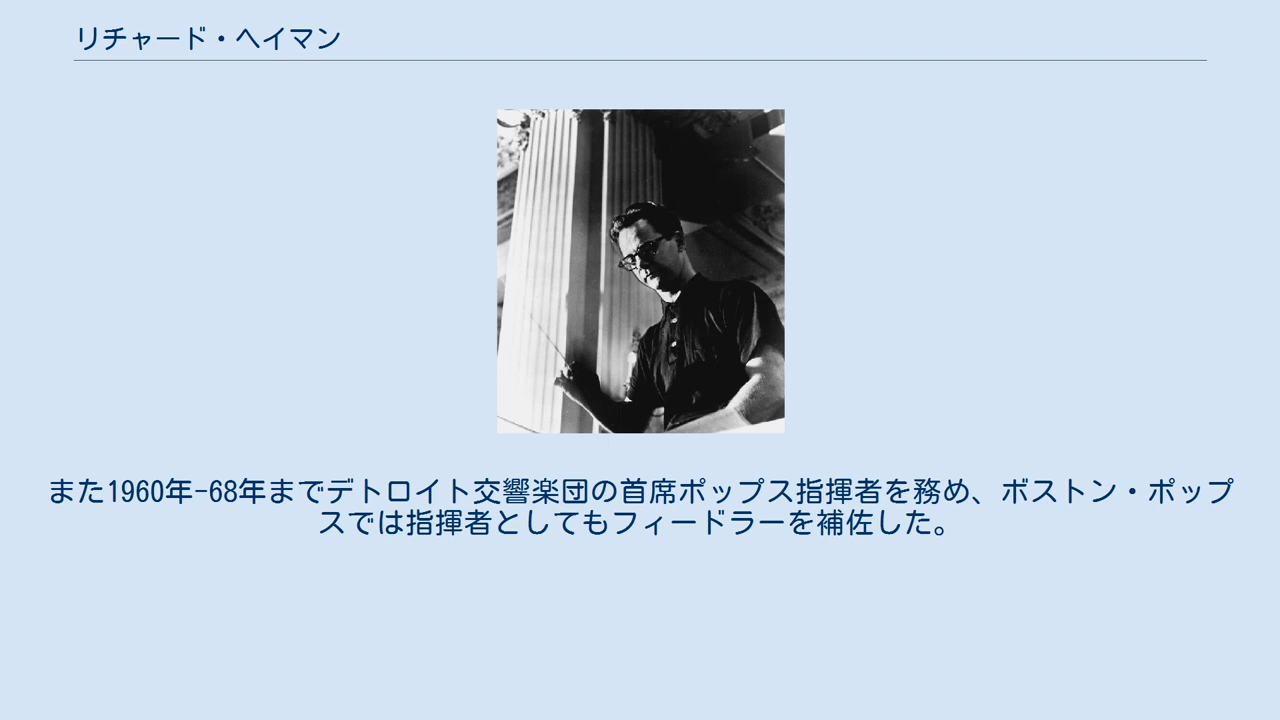 リチャード・ヘイマン
また1960年-68年までデトロイト交響楽団の首席ポップス指揮者を務め、ボストン・ポップ
スでは指揮者としてもフィードラーを補佐した。